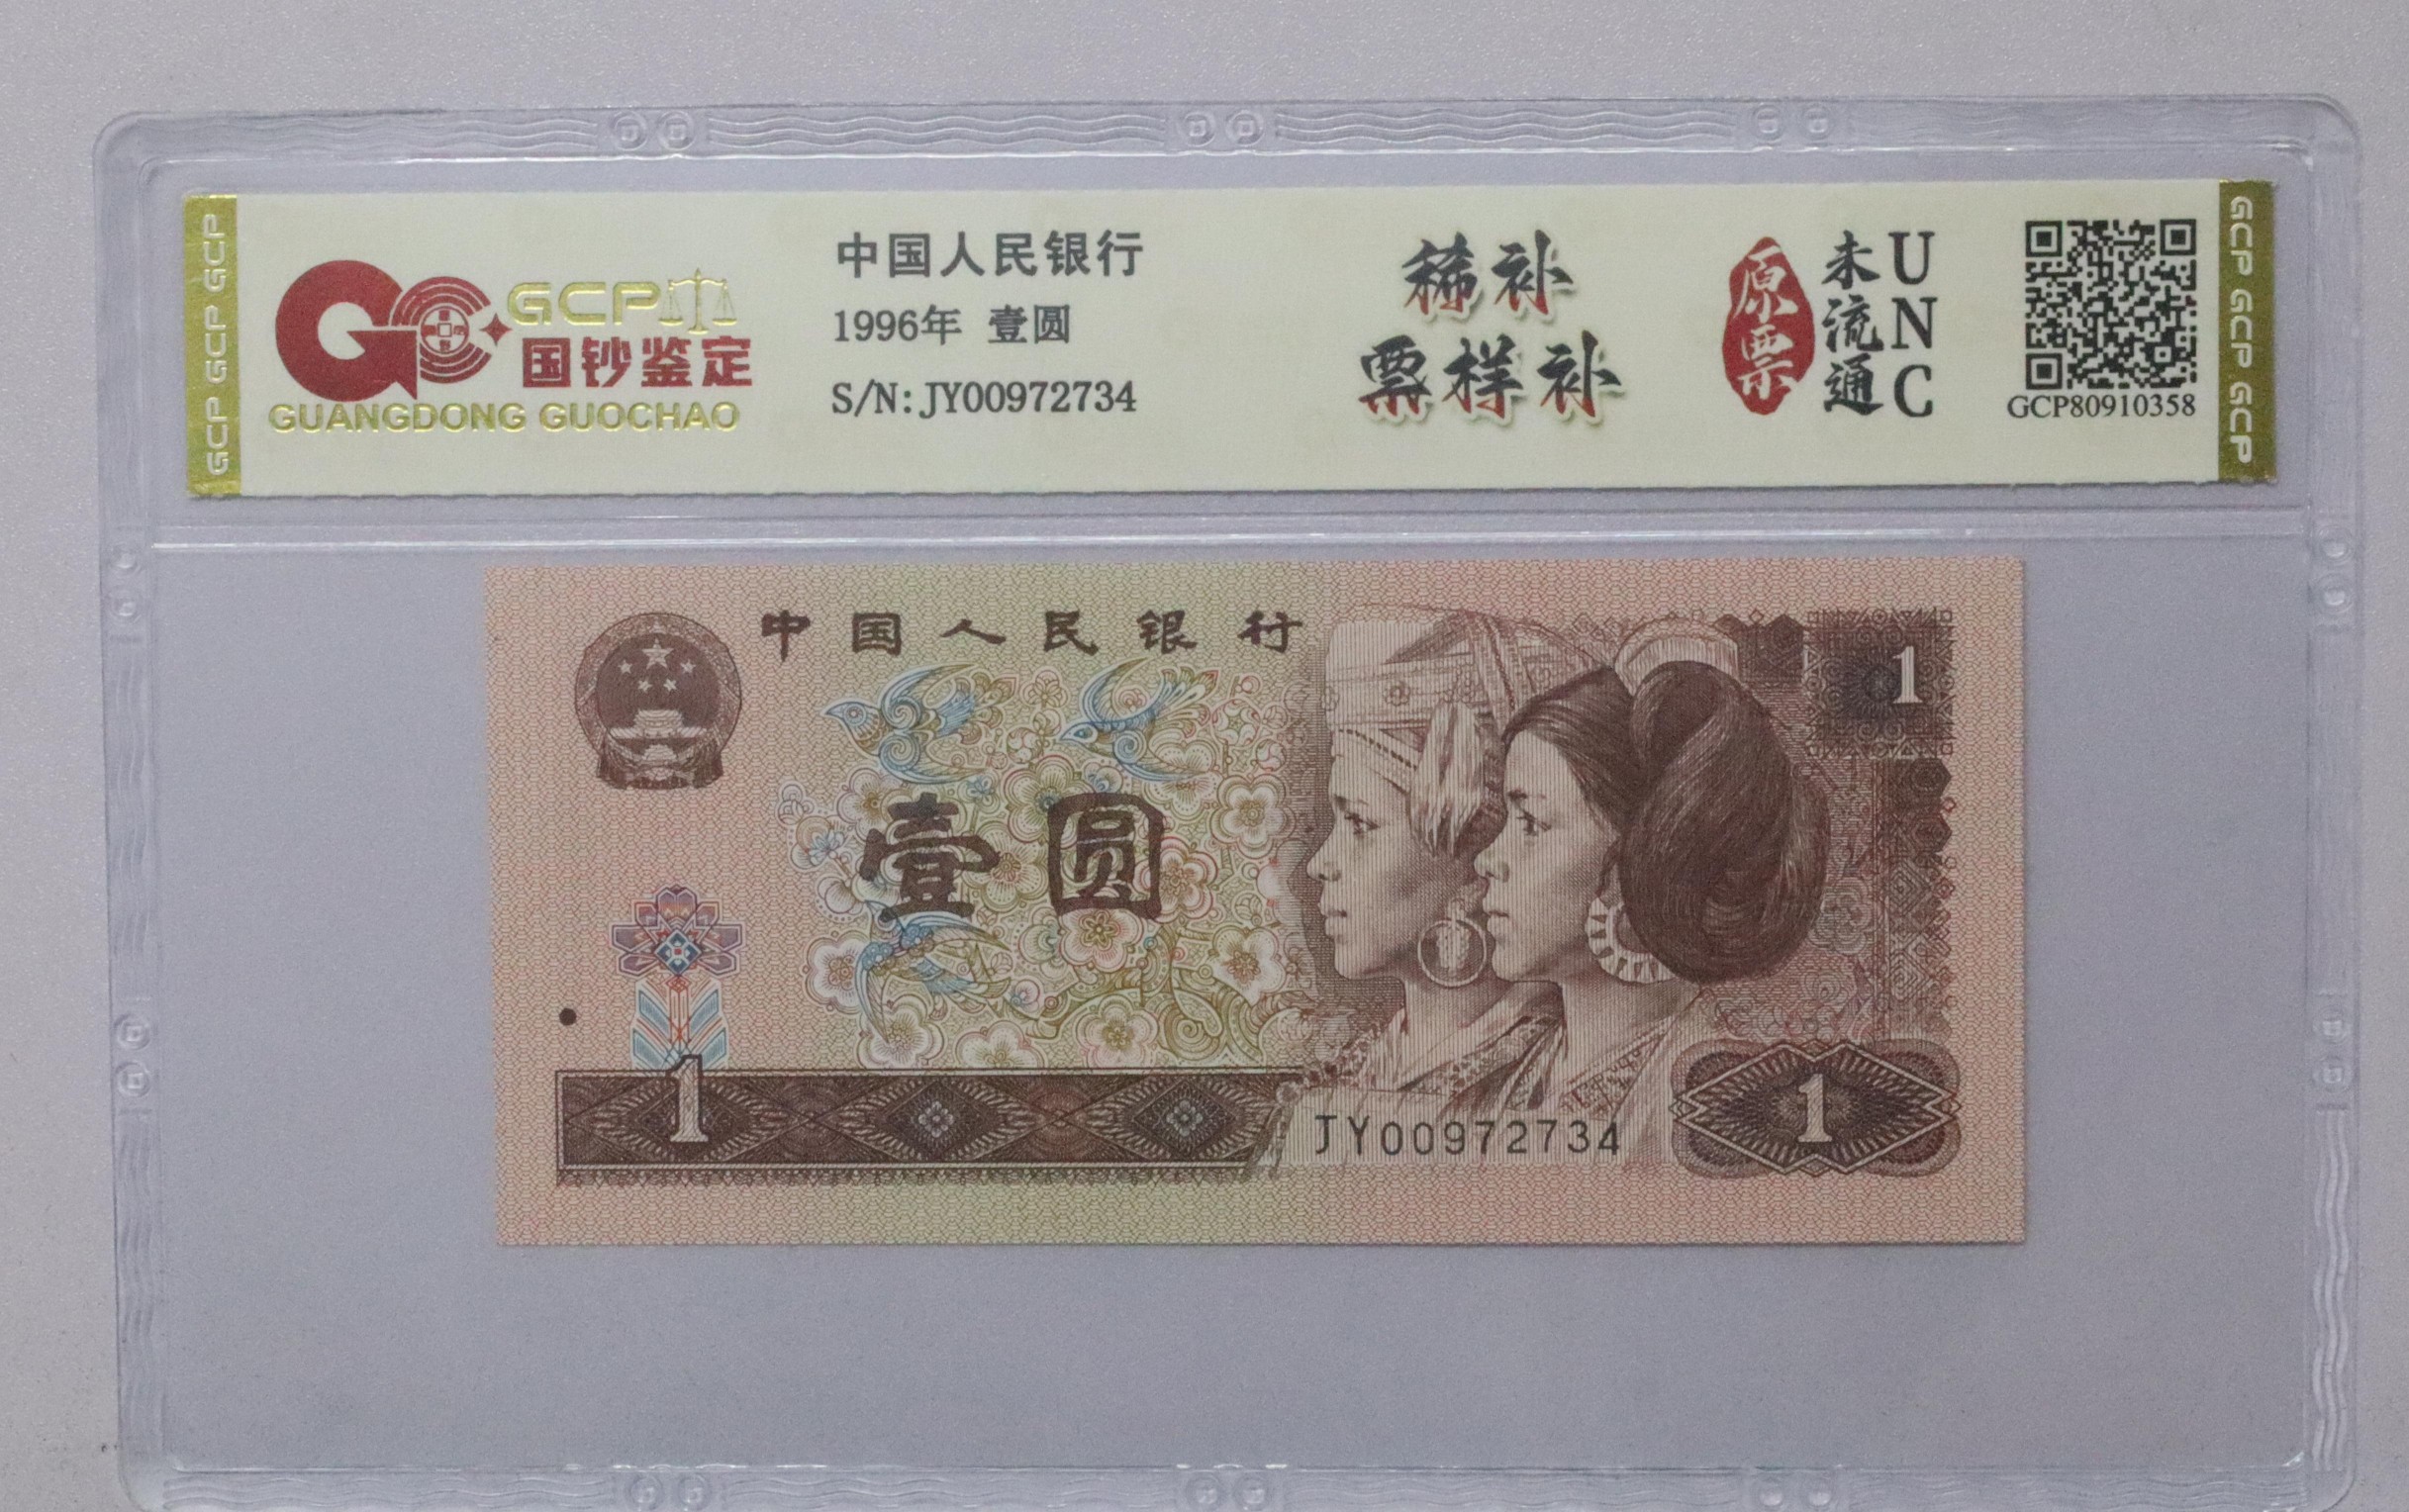 GCP GCP GCP GCP
GCP
国钞鉴定
GUANGDONG GUOCHAO
中国人民银行
1996年 壹圆
S/N: JY00972734
稀补
票样补
原票
未流通
UNC
GCP80910358
GCP GCP GCP GCP
中国人民银行
1
壹圆
1
JY00972734
1